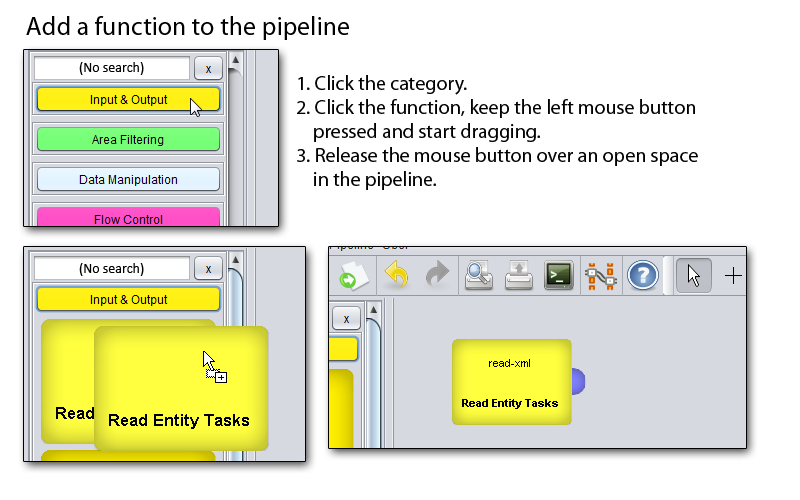 Add a function to the pipeline
(No search)
x
Input & Output
Area Filtering
Data Manipulation
Flow Control
1. Click the category.
2. Click the function, keep the left mouse button
pressed and start dragging.
3. Release the mouse button over an open space
in the pipeline.
(No search)
x
Input & Output
Read
Read Entity Tasks
x
read-xml
Read Entity Tasks